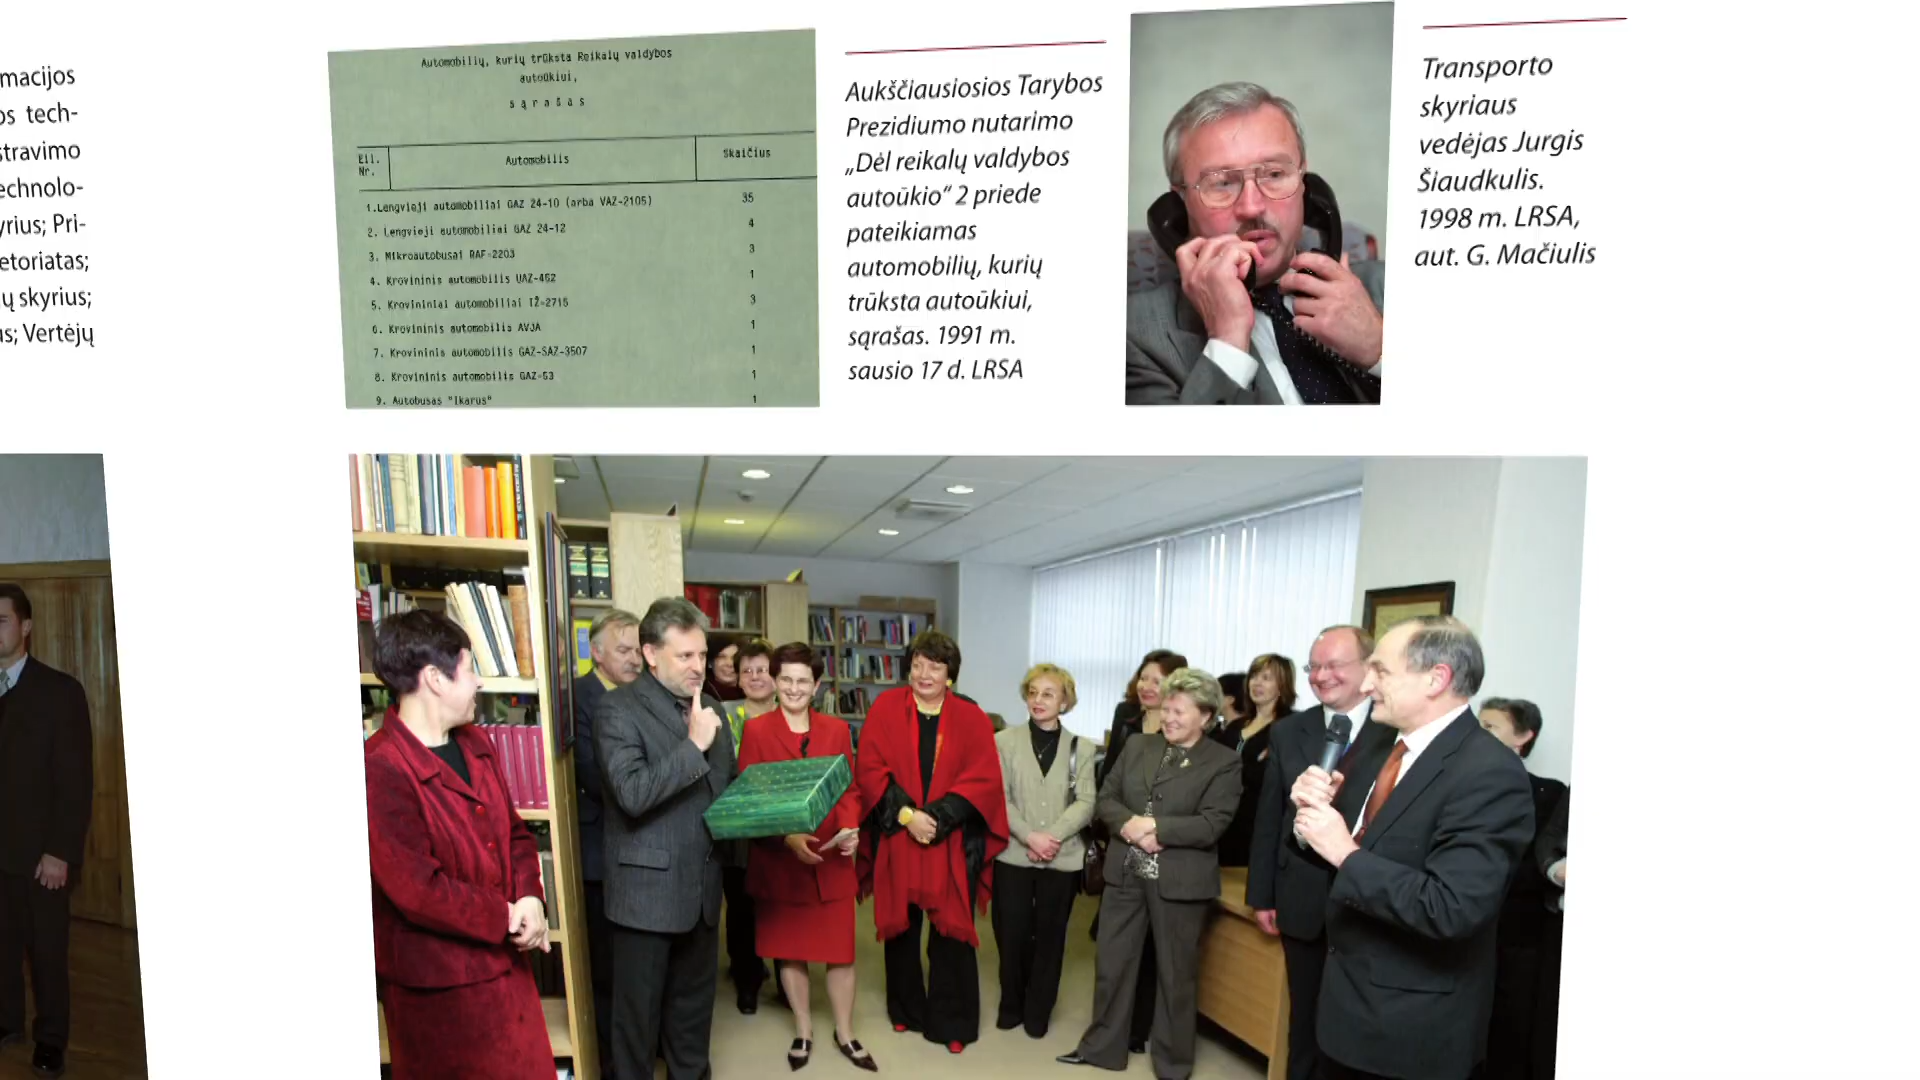 macijos
os tech-
stravimo
echnolo-
yrius; Pri-
etoriatas;
ų skyrius;
us; Vertėjų
Automobilių, kurių trūksta Reikalų valdybos
autoūkiui,
s ą r a š a s
Eil. Nr. Automobilis Skaičius
1. Lengvieji automobiliai GAZ 24-10 (arba VAZ-2105) 35
2. Lengvieji automobiliai GAZ 24-12 4
3. Mikroautobusai RAF-2203 3
4. Krovininis automobilis UAZ-452 1
5. Krovininiai automobiliai IŽ-2715 3
6. Krovininis automobilis AVJA 1
7. Krovininis automobilis GAZ-SAZ-3507 1
8. Krovininis automobilis GAZ-53 1
9. Autobusas "Ikarus" 1
Aukščiausiosios Tarybos
Prezidiumo nutarimo
„Dėl reikalų valdybos
autoūkio“ 2 priede
pateikiamas
automobilių, kurių
trūksta autoūkiui,
sąrašas. 1991 m.
sausio 17 d. LRSA
Transporto
skyriaus
vedėjas Jurgis
Šiaudkulis.
1998 m. LRSA,
aut. G. Mačiulis